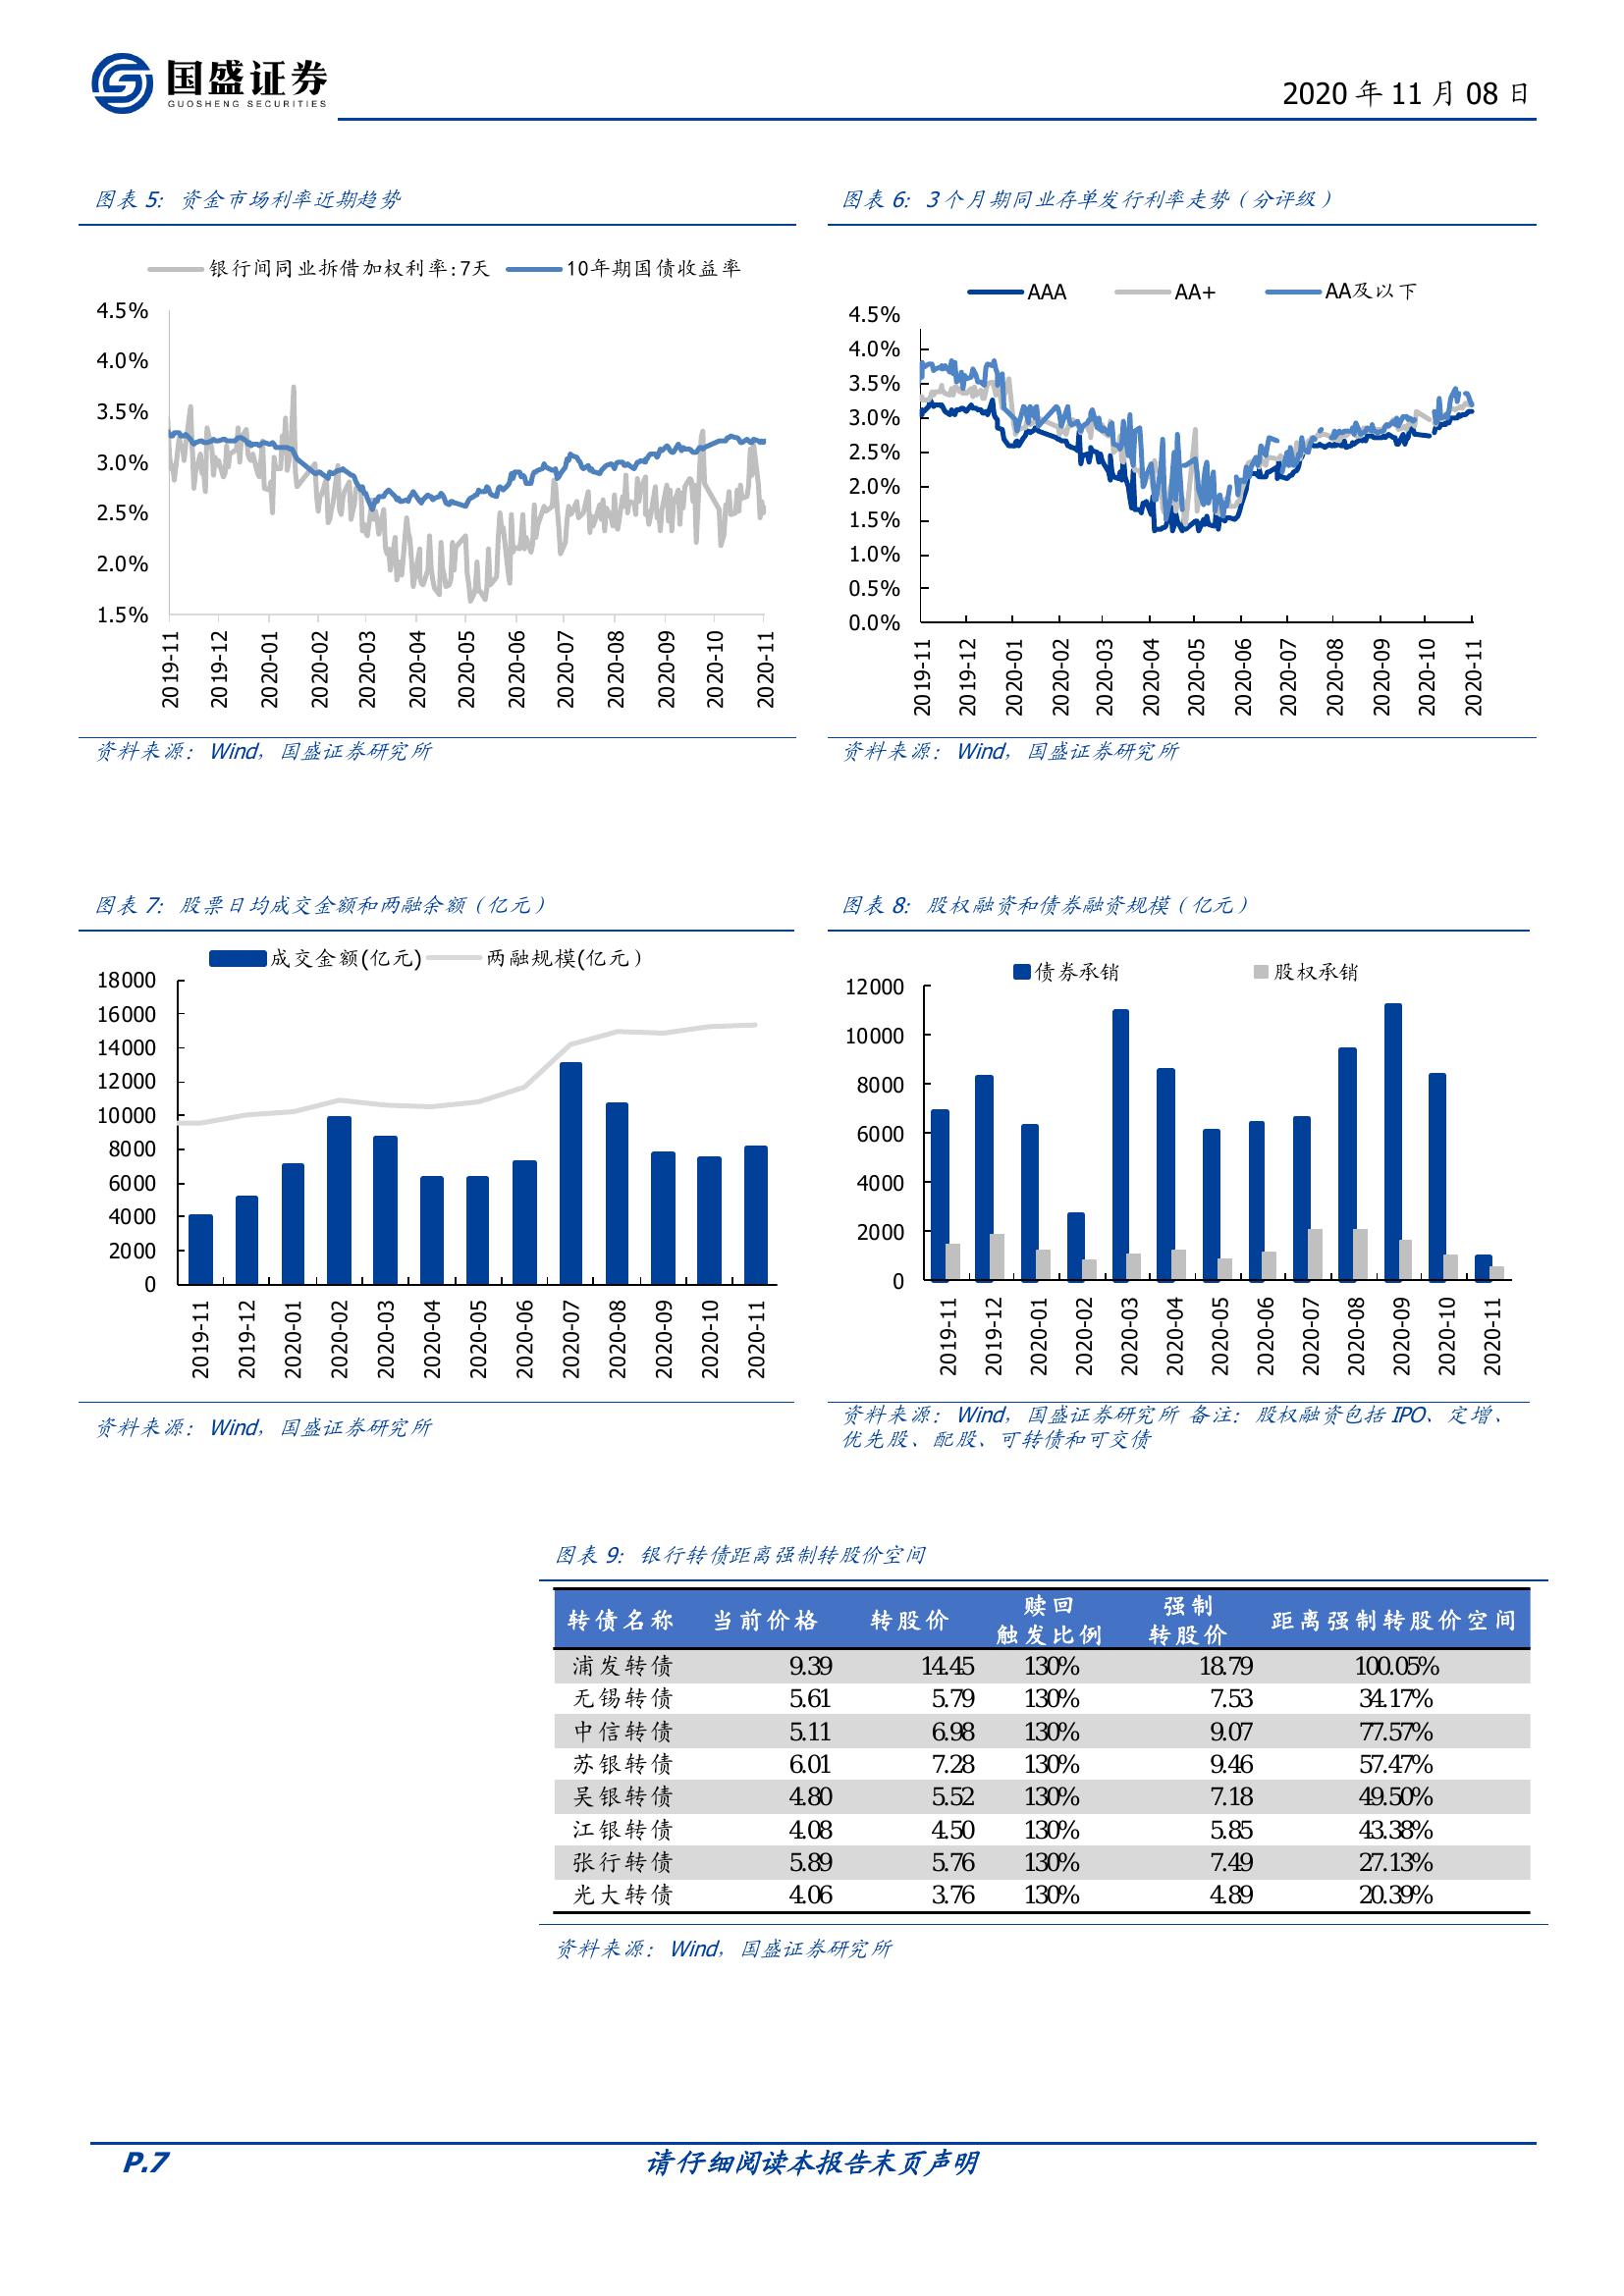 国盛证券
GUOSHENG SECURITIES
2020 年 11 月 08 日
图表 5：资金市场利率近期趋势
银行间同业拆借加权利率:7天 10年期国债收益率
4.5%
4.0%
3.5%
3.0%
2.5%
2.0%
1.5%
2019-11 2019-12 2020-01 2020-02 2020-03 2020-04 2020-05 2020-06 2020-07 2020-08 2020-09 2020-10 2020-11
资料来源：Wind，国盛证券研究所
图表 6：3 个月期同业存单发行利率走势（分评级）
AAA AA+ AA及以下
4.5%
4.0%
3.5%
3.0%
2.5%
2.0%
1.5%
1.0%
0.5%
0.0%
2019-11 2019-12 2020-01 2020-02 2020-03 2020-04 2020-05 2020-06 2020-07 2020-08 2020-09 2020-10 2020-11
资料来源：Wind，国盛证券研究所
图表 7：股票日均成交金额和两融余额（亿元）
成交金额(亿元) 两融规模(亿元）
18000
16000
14000
12000
10000
8000
6000
4000
2000
0
2019-11 2019-12 2020-01 2020-02 2020-03 2020-04 2020-05 2020-06 2020-07 2020-08 2020-09 2020-10 2020-11
资料来源：Wind，国盛证券研究所
图表 8：股权融资和债券融资规模（亿元）
债券承销 股权承销
12000
10000
8000
6000
4000
2000
0
2019-11 2019-12 2020-01 2020-02 2020-03 2020-04 2020-05 2020-06 2020-07 2020-08 2020-09 2020-10 2020-11
资料来源：Wind，国盛证券研究所 备注：股权融资包括 IPO、定增、
优先股、配股、可转债和可交债
图表 9：银行转债距离强制转股价空间
转债名称 当前价格 转股价 赎回触发比例 强制转股价 距离强制转股价空间
浦发转债 9.39 14.45 130% 18.79 100.05%
无锡转债 5.61 5.79 130% 7.53 34.17%
中信转债 5.11 6.98 130% 9.07 77.57%
苏银转债 6.01 7.28 130% 9.46 57.47%
吴银转债 4.80 5.52 130% 7.18 49.50%
江银转债 4.08 4.50 130% 5.85 43.38%
张行转债 5.89 5.76 130% 7.49 27.13%
光大转债 4.06 3.76 130% 4.89 20.39%
资料来源：Wind，国盛证券研究所
P.7 请仔细阅读本报告末页声明